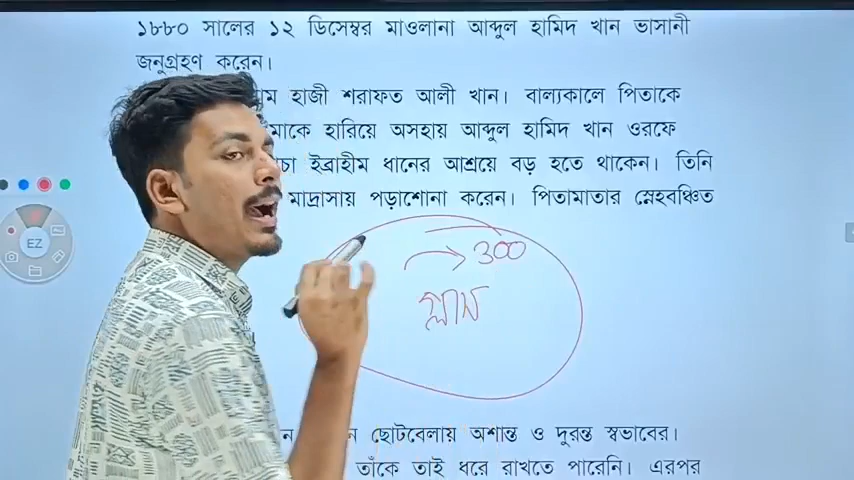 ১৮৮০ সালের ১২ ডিসেম্বর মাওলানা আব্দুল হামিদ খান ভাসানী
জন্মগ্রহণ করেন।
হাজী শরাফত আলী খান। বাল্যকালে পিতাকে
মাকে হারিয়ে অসহায় আব্দুল হামিদ খান ওরফে
ইব্রাহীম ধানের আশ্রয়ে বড় হতে থাকেন। তিনি
মাদ্রাসায় পড়াশোনা করেন। পিতামাতার স্নেহবঞ্চিত
300
EZ
ছোটবেলায় অশান্ত ও দুরন্ত স্বভাবের।
তাঁকে তাই ধরে রাখতে পারেনি। এরপর